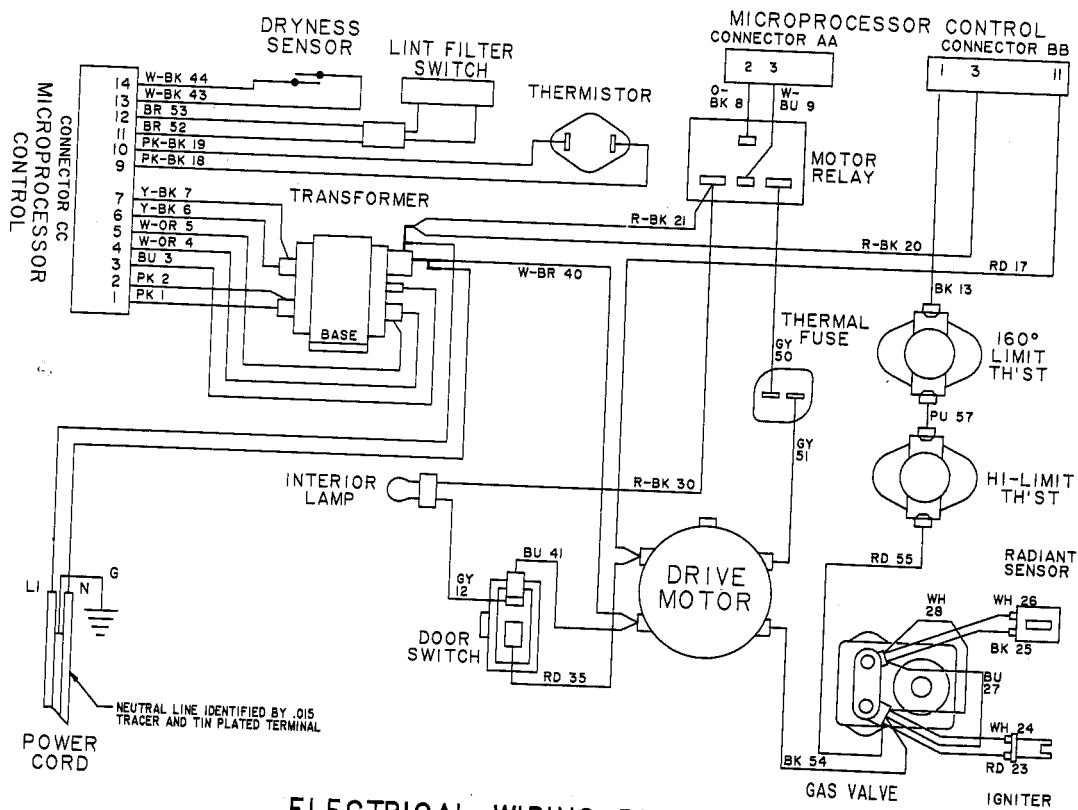 DRYNESS
SENSOR
LINT FILTER
SWITCH
MICROPROCESSOR CONTROL
CONNECTOR AA
CONNECTOR BB
2 3
1 3 11
14 W-BK 44
13 W-BK 43
12 BR 53
11 BR 52
10 PK-BK 19
9 PK-BK 18
7 Y-BK 7
6 Y-BK 6
5 W-OR 5
4 W-OR 4
3 BU 3
2 PK 2
1 PK 1
CONNECTOR CC
MICROPROCESSOR
CONTROL
THERMISTOR
O-
BK 8
W-
BU 9
MOTOR
RELAY
TRANSFORMER
BASE
R-BK 21
R-BK 20
W-BR 40
RD 17
BK 13
THERMAL
FUSE
GY
50
160°
LIMIT
TH'ST
PU 57
GY
51
HI-LIMIT
TH'ST
INTERIOR
LAMP
R-BK 30
BU 41
GY
12
DRIVE
MOTOR
RD 55
RADIANT
SENSOR
L1
N
G
WH
28
WH 26
BK 25
DOOR
SWITCH
RD 35
BU
27
NEUTRAL LINE IDENTIFIED BY .015
TRACER AND TIN PLATED TERMINAL
WH 24
RD 23
POWER
CORD
BK 54
GAS VALVE
IGNITER
ELECTRICAL WIRING